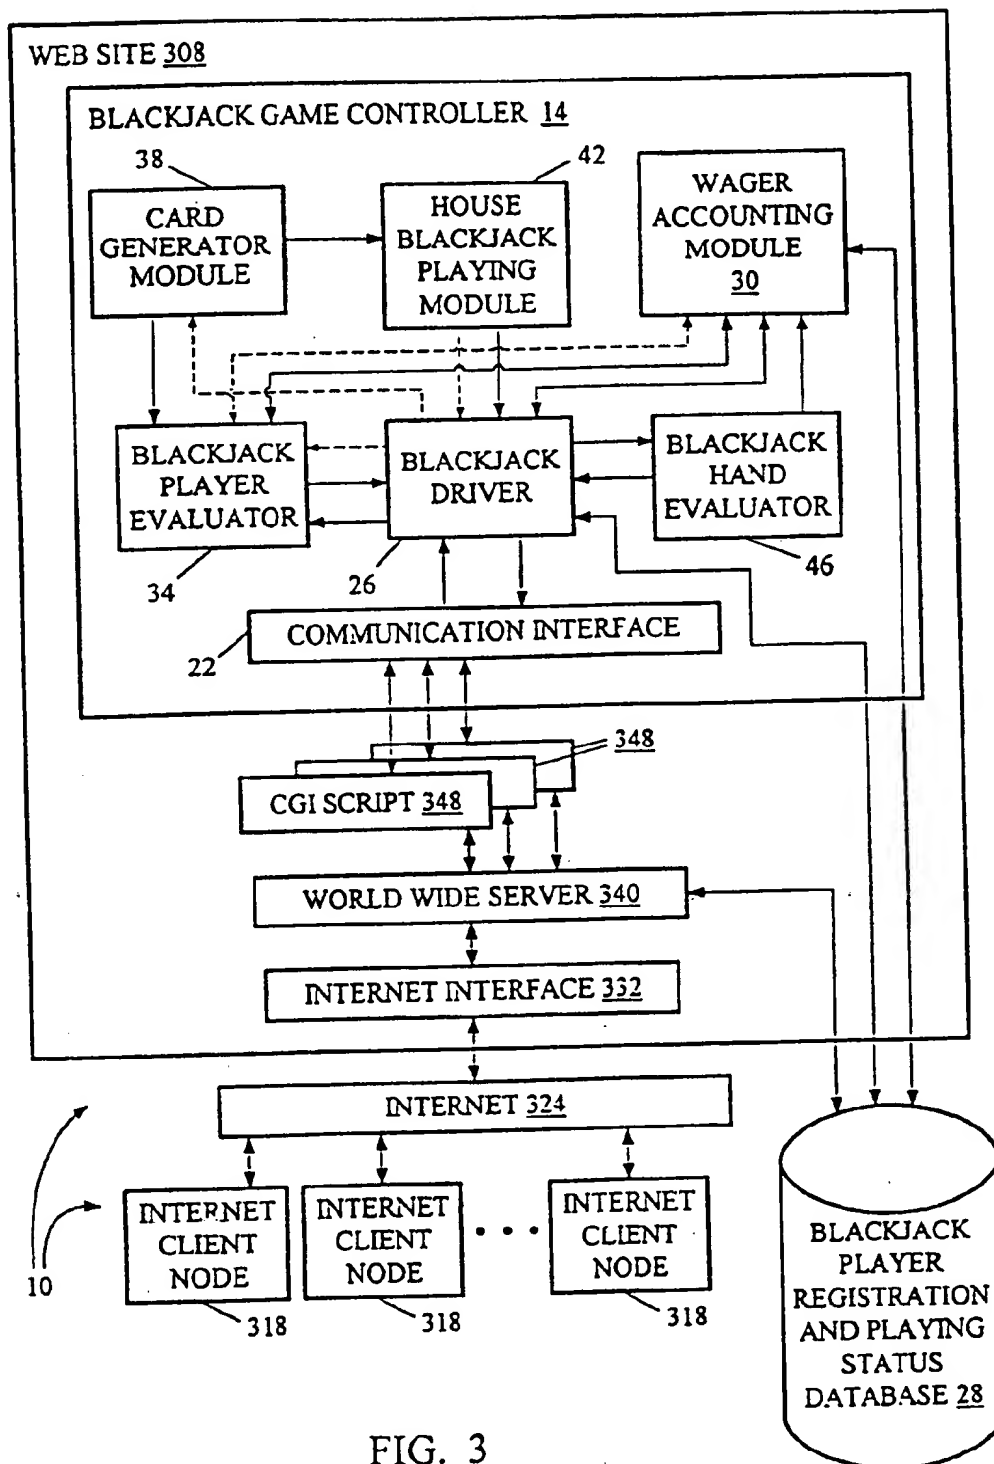 WEB SITE 308
BLACKJACK GAME CONTROLLER 14
38
42
CARD
GENERATOR
MODULE
HOUSE
BLACKJACK
PLAYING
MODULE
WAGER
ACCOUNTING
MODULE
30
BLACKJACK
PLAYER
EVALUATOR
BLACKJACK
DRIVER
BLACKJACK
HAND
EVALUATOR
34
26
46
COMMUNICATION INTERFACE
22
348
CGI SCRIPT 348
WORLD WIDE SERVER 340
INTERNET INTERFACE 332
INTERNET 324
INTERNET
CLIENT
NODE
INTERNET
CLIENT
NODE
INTERNET
CLIENT
NODE
10
318
318
318
BLACKJACK
PLAYER
REGISTRATION
AND PLAYING
STATUS
DATABASE 28
FIG. 3